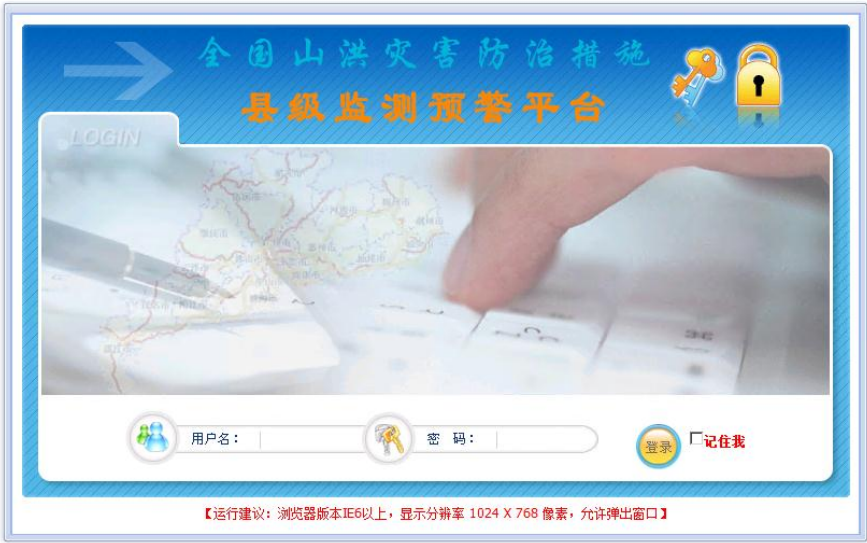 全国山洪灾害防治措施
县级监测预警平台
LOGIN
用户名：
密 码：
登录
记住我
【运行建议：浏览器版本IE6以上，显示分辨率 1024 X 768 像素，允许弹出窗口】